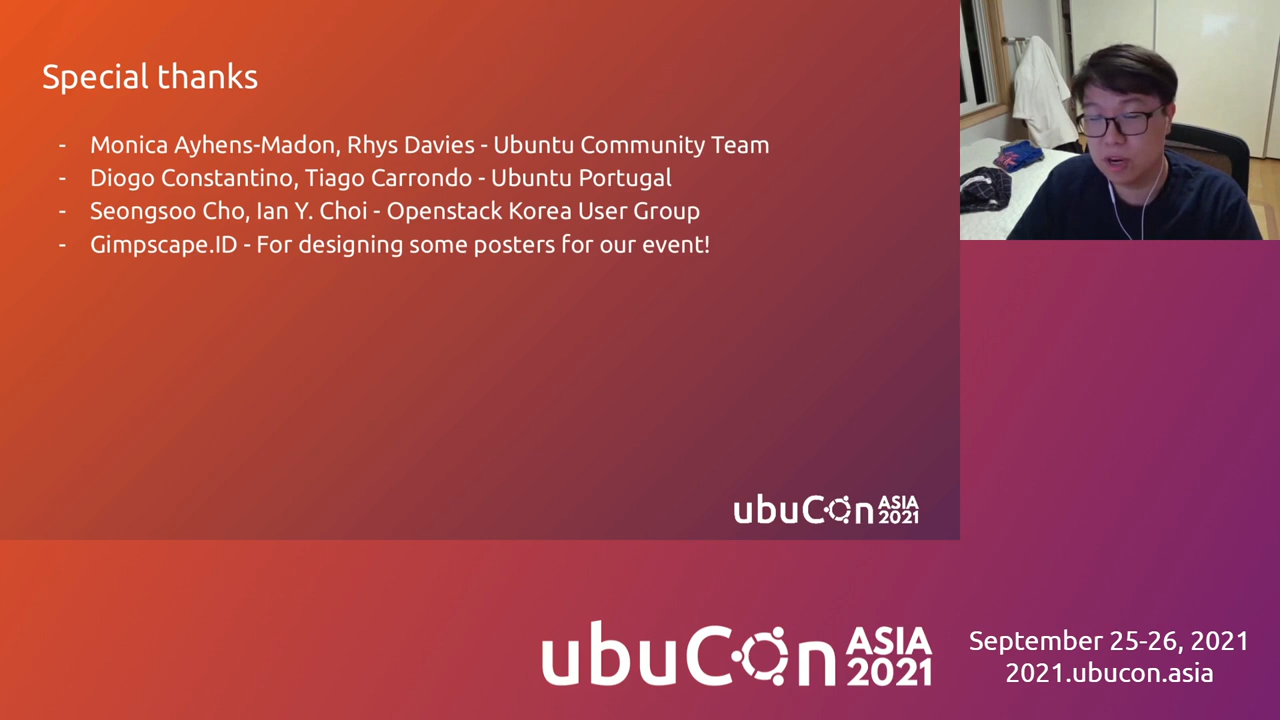 Special thanks
- Monica Ayhens-Madon, Rhys Davies - Ubuntu Community Team
- Diogo Constantino, Tiago Carrondo - Ubuntu Portugal
- Seongsoo Cho, Ian Y. Choi - Openstack Korea User Group
- Gimpscape.ID - For designing some posters for our event!
ubuCon ASIA 2021
ubuCon ASIA 2021
September 25-26, 2021
2021.ubucon.asia